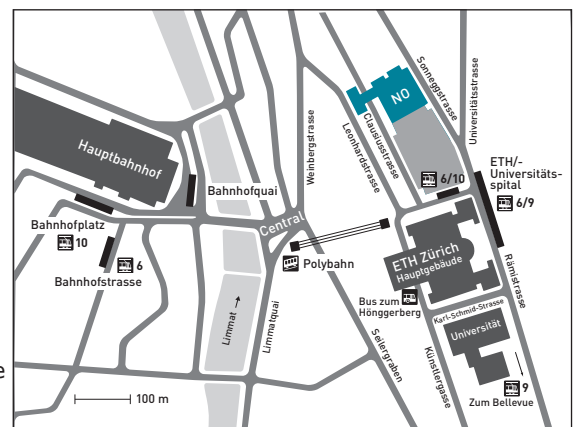 Hauptbahnhof
Bahnhofquai
Bahnhofplatz
10
6
Bahnhofstrasse
Limmat →
Limmatquai
100 m
Central
Polybahn
Weinbergstrasse
Seilergraben
Leonhardstrasse
Clausiusstrasse
NO
Sonneggstrasse
Universitätsstrasse
6/10
ETH/-
Universitäts-
spital
6/9
ETH Zürich
Hauptgebäude
Bus zum
Hönggerberg
Karl-Schmid-Strasse
Rämistrasse
Universität
Künstlergasse
9
Zum Bellevue